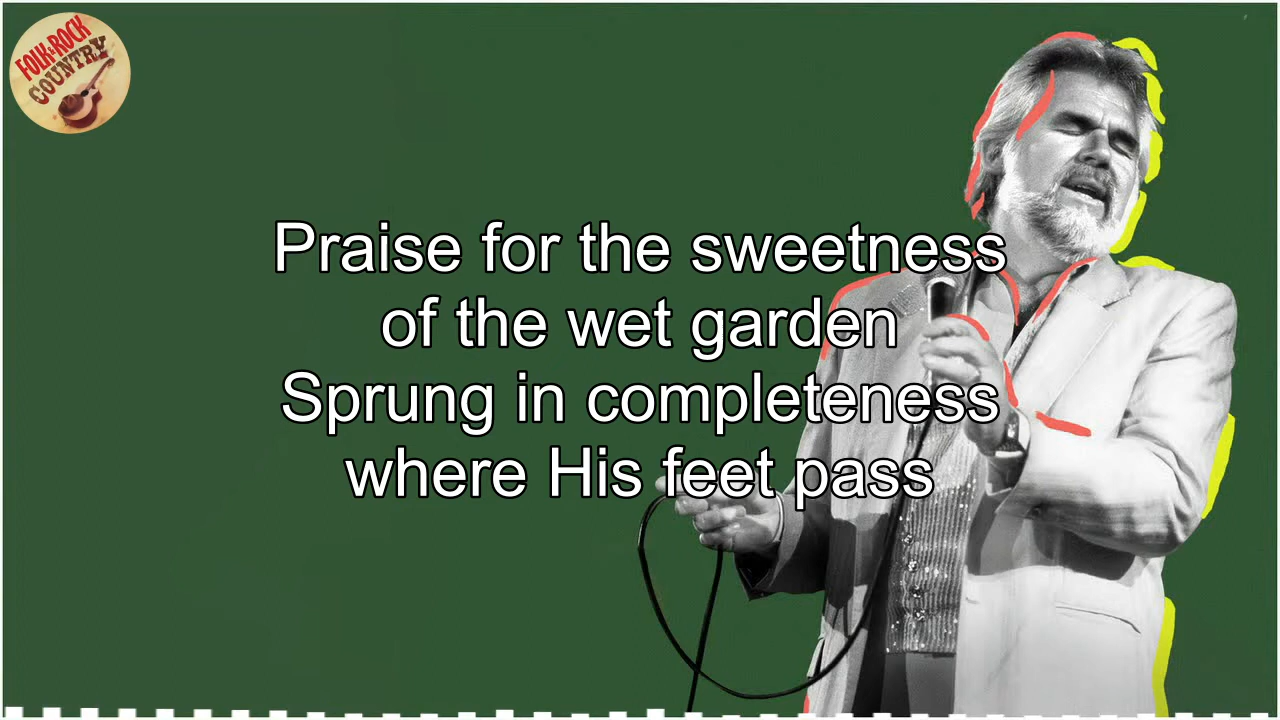 FOLK & ROCK
COUNTRY
Praise for the sweetness
of the wet garden
Sprung in completeness
where His feet pass